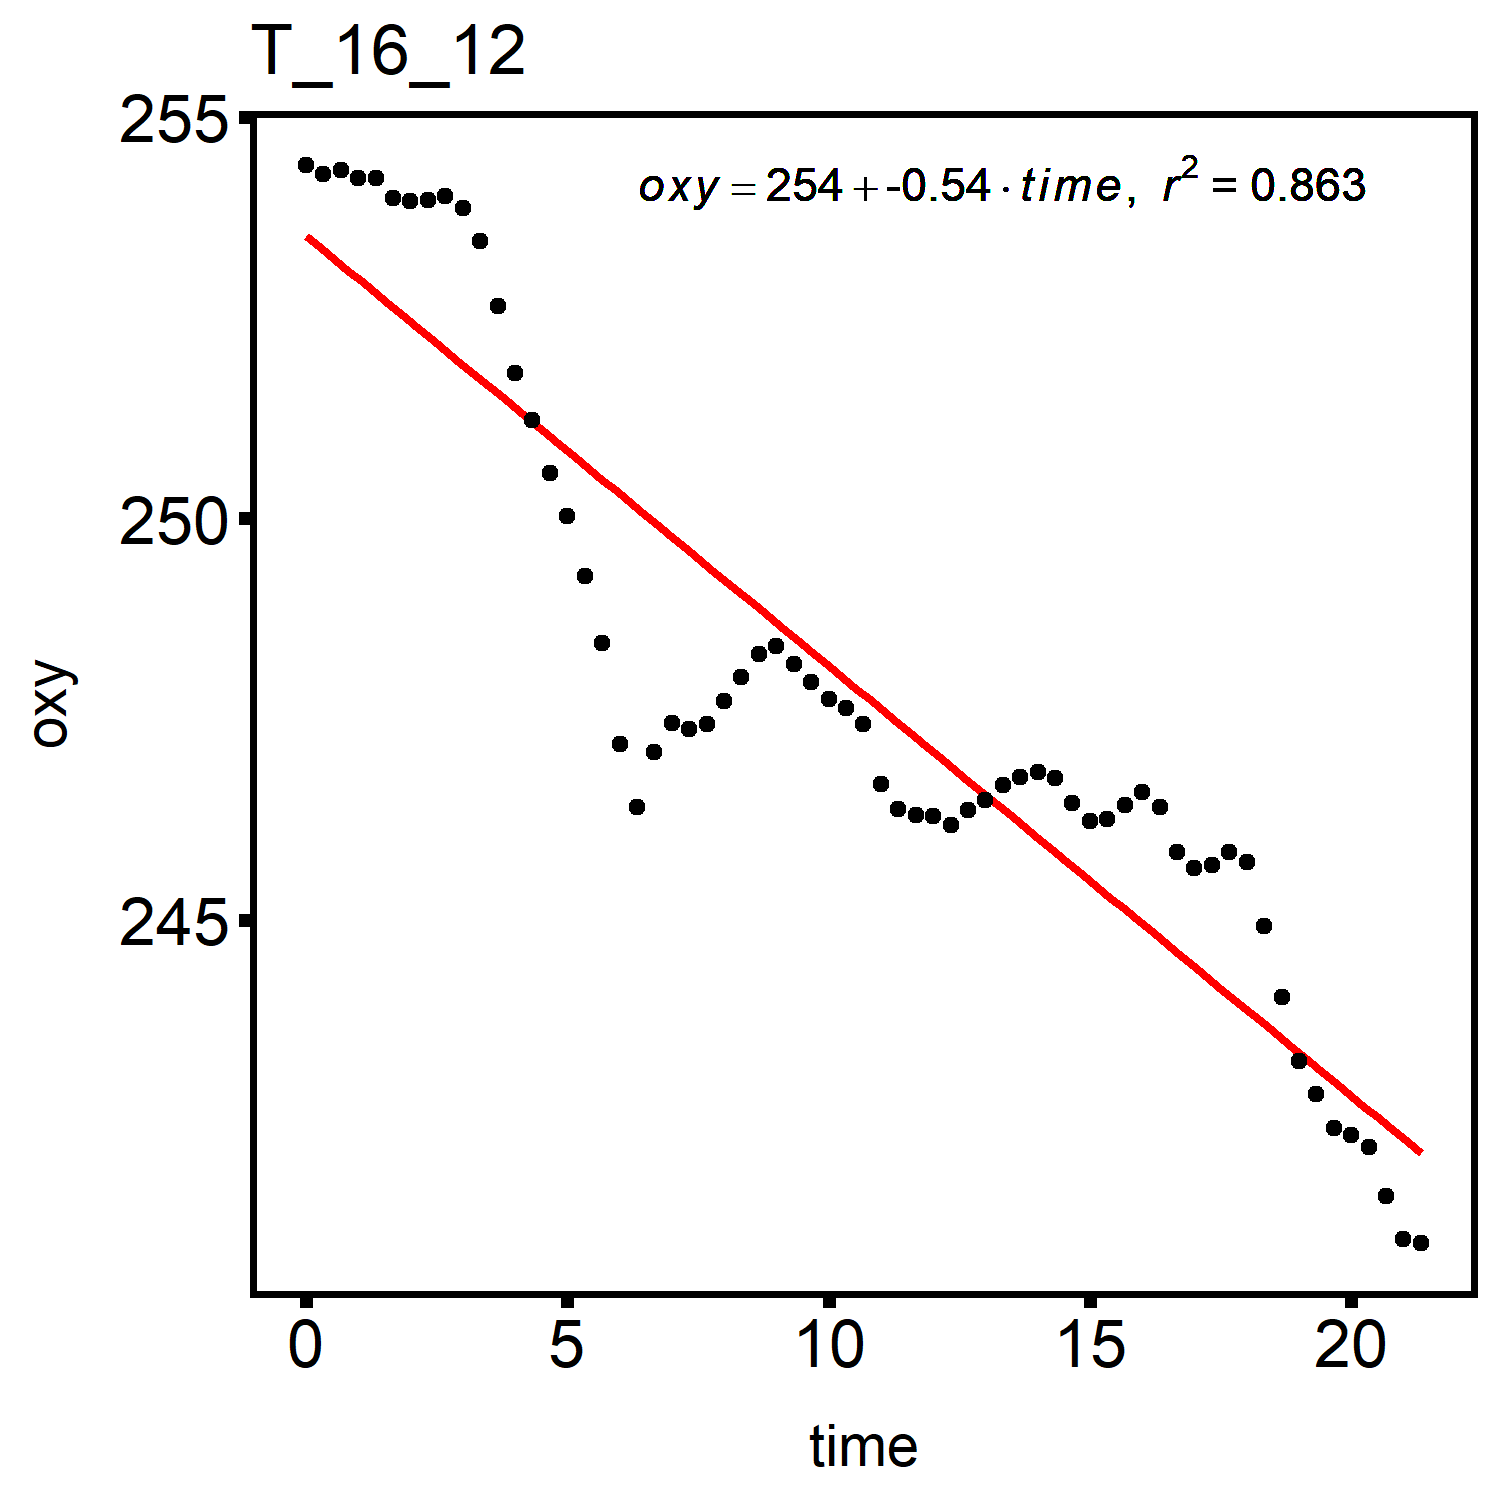 T_16_12
255
oxy = 254 + -0.54 · time, r² = 0.863
250
oxy
245
0 5 10 15 20
time